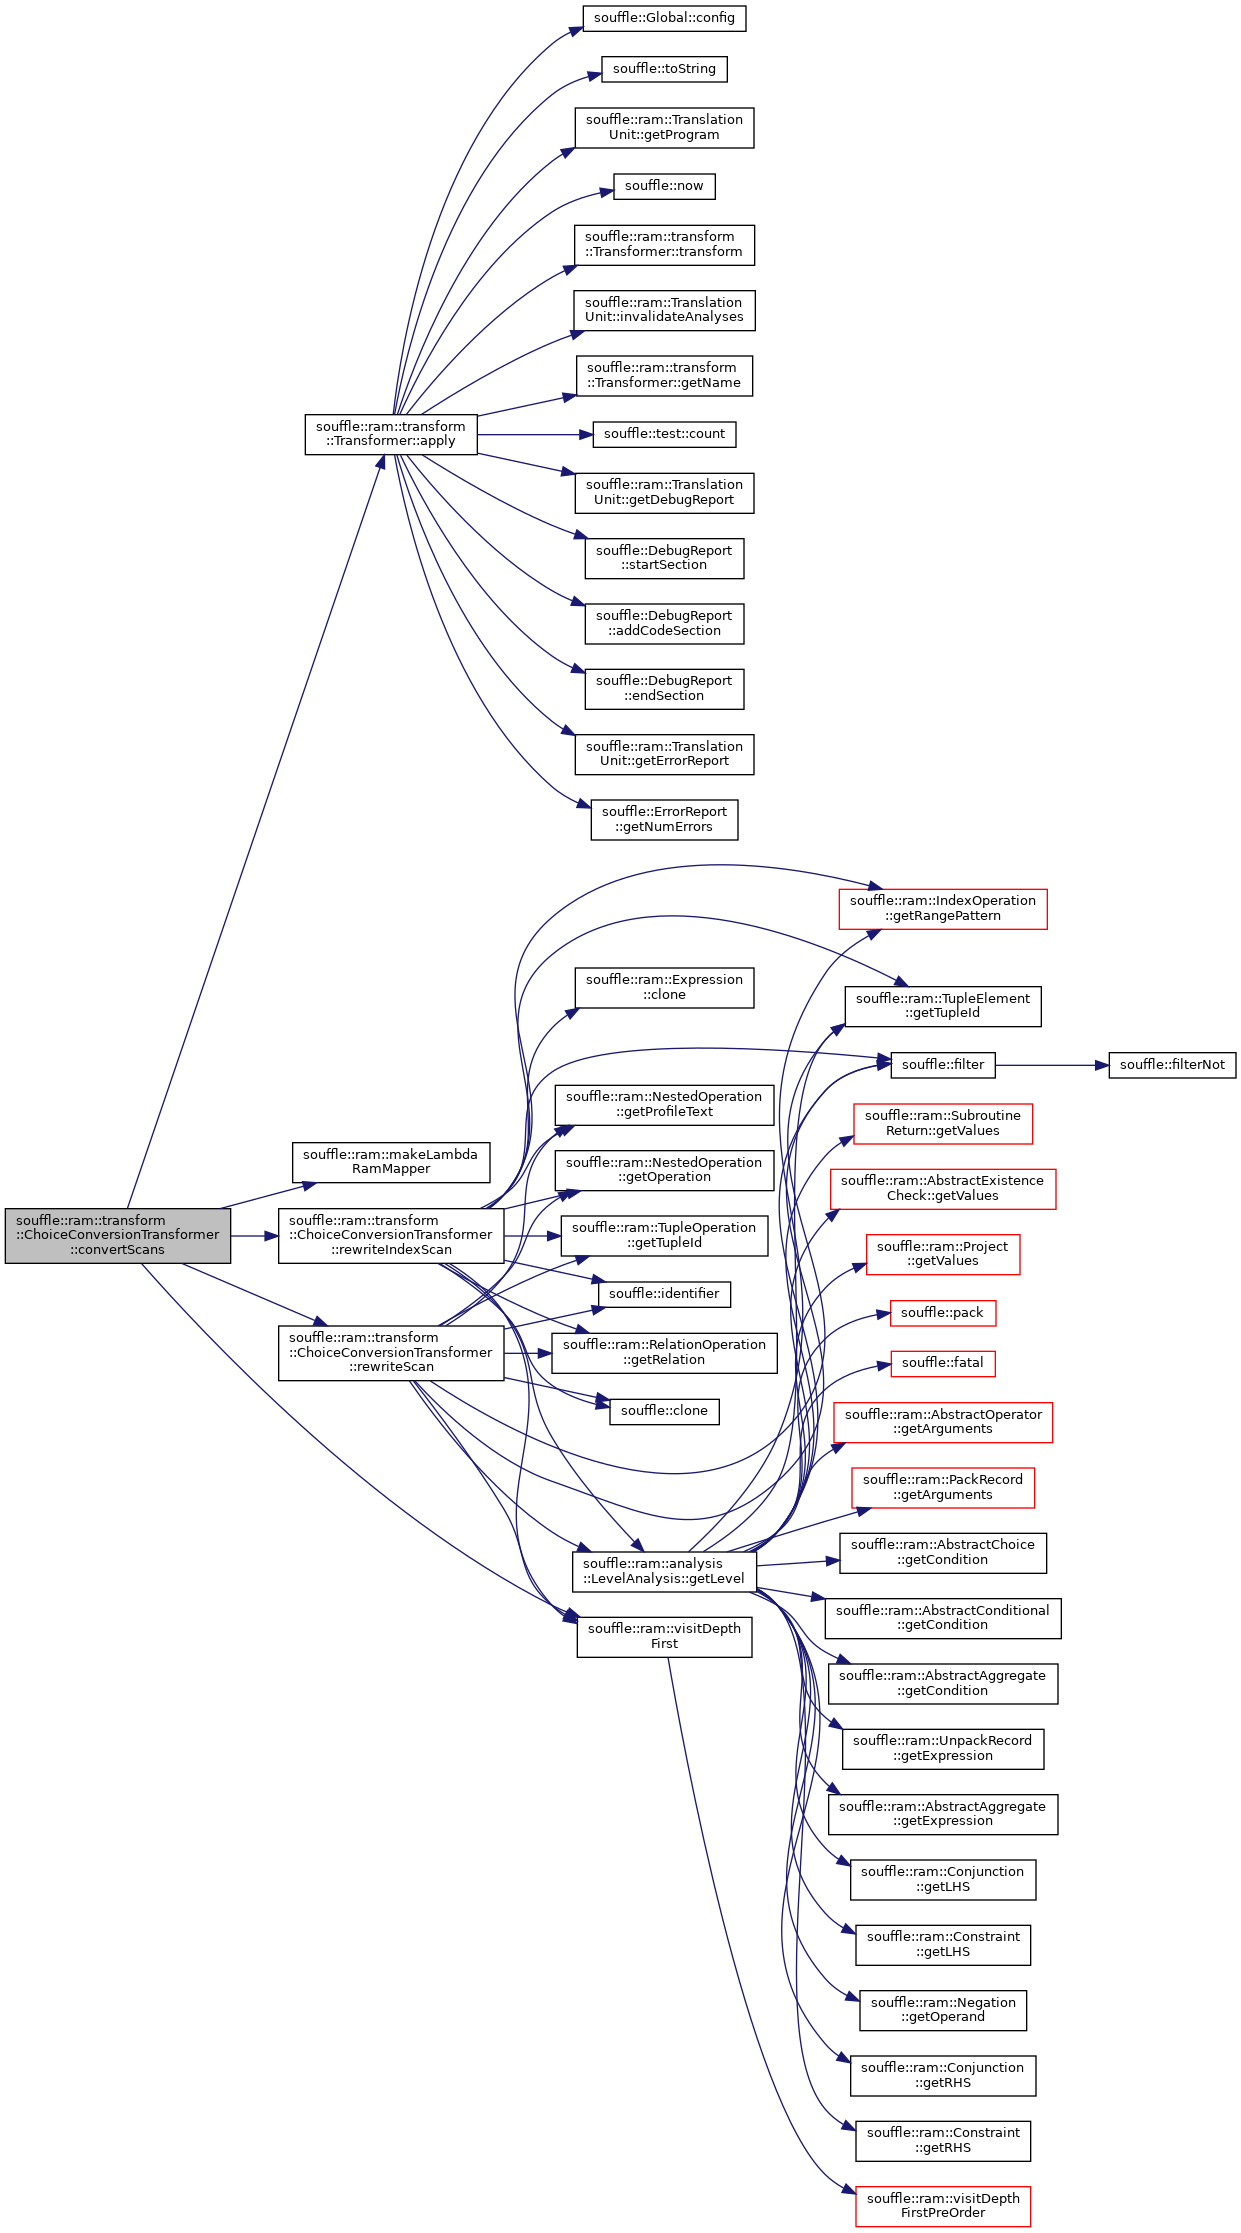 souffle::Global::config
souffle::toString
souffle::ram::Translation
Unit::getProgram
souffle::now
souffle::ram::transform
::Transformer::transform
souffle::ram::Translation
Unit::invalidateAnalyses
souffle::ram::transform
::Transformer::getName
souffle::ram::transform
::Transformer::apply
souffle::test::count
souffle::ram::Translation
Unit::getDebugReport
souffle::DebugReport
::startSection
souffle::DebugReport
::addCodeSection
souffle::DebugReport
::endSection
souffle::ram::Translation
Unit::getErrorReport
souffle::ErrorReport
::getNumErrors
souffle::ram::IndexOperation
::getRangePattern
souffle::ram::Expression
::clone
souffle::ram::TupleElement
::getTupleId
souffle::filter
souffle::filterNot
souffle::ram::NestedOperation
::getProfileText
souffle::ram::Subroutine
Return::getValues
souffle::ram::makeLambda
RamMapper
souffle::ram::NestedOperation
::getOperation
souffle::ram::AbstractExistence
Check::getValues
souffle::ram::transform
::ChoiceConversionTransformer
::convertScans
souffle::ram::transform
::ChoiceConversionTransformer
::rewriteIndexScan
souffle::ram::TupleOperation
::getTupleId
souffle::ram::Project
::getValues
souffle::identifier
souffle::pack
souffle::ram::transform
::ChoiceConversionTransformer
::rewriteScan
souffle::ram::RelationOperation
::getRelation
souffle::fatal
souffle::clone
souffle::ram::AbstractOperator
::getArguments
souffle::ram::PackRecord
::getArguments
souffle::ram::analysis
::LevelAnalysis::getLevel
souffle::ram::AbstractChoice
::getCondition
souffle::ram::AbstractConditional
::getCondition
souffle::ram::visitDepth
First
souffle::ram::AbstractAggregate
::getCondition
souffle::ram::UnpackRecord
::getExpression
souffle::ram::AbstractAggregate
::getExpression
souffle::ram::Conjunction
::getLHS
souffle::ram::Constraint
::getLHS
souffle::ram::Negation
::getOperand
souffle::ram::Conjunction
::getRHS
souffle::ram::Constraint
::getRHS
souffle::ram::visitDepth
FirstPreOrder